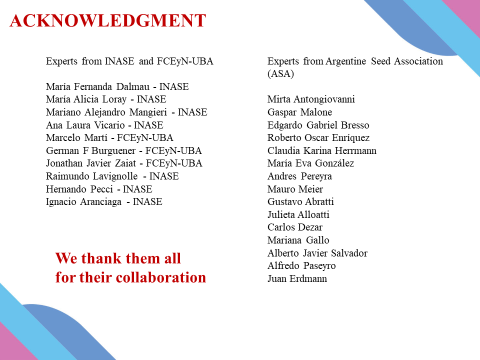 ACKNOWLEDGMENT
Experts from INASE and FCEyN-UBA
María Fernanda Dalmau - INASE
María Alicia Loray - INASE
Mariano Alejandro Mangieri - INASE
Ana Laura Vicario - INASE
Marcelo Martí - FCEyN-UBA
German F Burguener - FCEyN-UBA
Jonathan Javier Zaiat - FCEyN-UBA
Raimundo Lavignolle - INASE
Hernando Pecci - INASE
Ignacio Aranciaga - INASE
We thank them all
for their collaboration
Experts from Argentine Seed Association
(ASA)
Mirta Antongiovanni
Gaspar Malone
Edgardo Gabriel Bresso
Roberto Oscar Enríquez
Claudia Karina Herrmann
María Eva González
Andres Pereyra
Mauro Meier
Gustavo Abratti
Julieta Alloatti
Carlos Dezar
Mariana Gallo
Alberto Javier Salvador
Alfredo Paseyro
Juan Erdmann